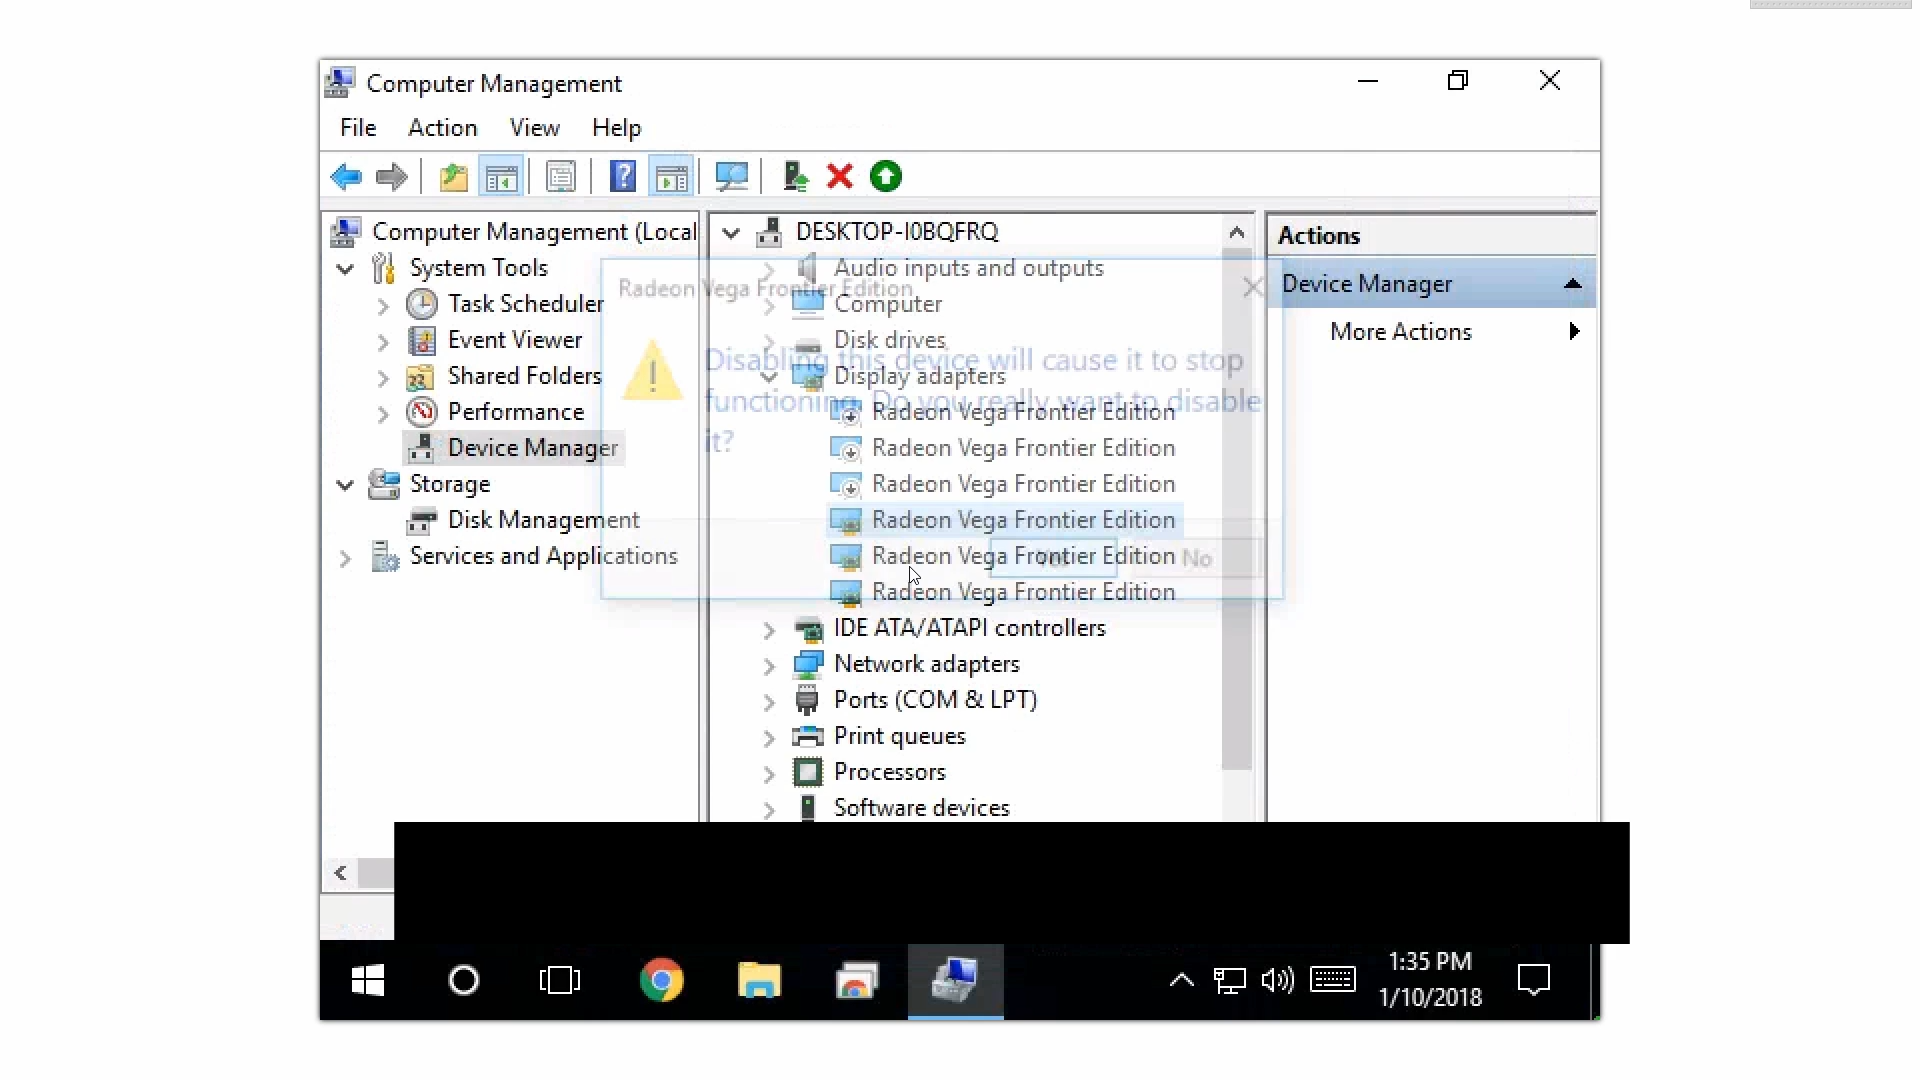 Computer Management
File Action View Help
Computer Management (Local
System Tools
Task Scheduler
Event Viewer
Shared Folders
Performance
Device Manager
Storage
Disk Management
Services and Applications
DESKTOP-I0BQFRQ
Audio inputs and outputs
Computer
Disk drives
Display adapters
Radeon Vega Frontier Edition
Radeon Vega Frontier Edition
Radeon Vega Frontier Edition
Radeon Vega Frontier Edition
Radeon Vega Frontier Edition
Radeon Vega Frontier Edition
IDE ATA/ATAPI controllers
Network adapters
Ports (COM & LPT)
Print queues
Processors
Software devices
Radeon Vega Frontier Edition
Disabling this device will cause it to stop
functioning. Do you really want to disable
it?
No
Actions
Device Manager
More Actions
1:35 PM
1/10/2018